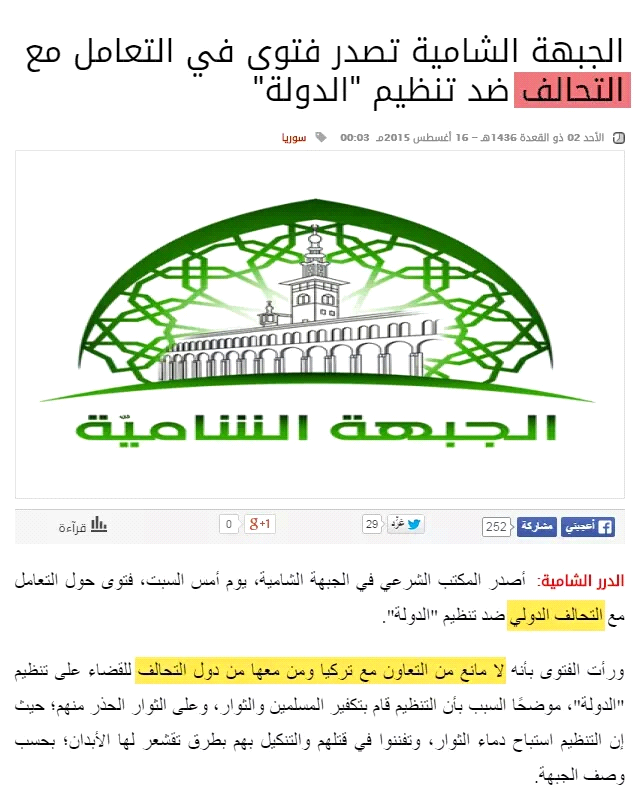 الجبهة الشامية تصدر فتوى في التعامل مع
التحالف ضد تنظيم "الدولة"
الأحد 02 ذو القعدة 1436هـ – 16 أغسطس 2015مـ 00:03 سوريا
الجبهة الشاميّة
أعجبني مشاركة 252 غرّد 29 g+1 0 قرآءة
الدرر الشامية: أصدر المكتب الشرعي في الجبهة الشامية، يوم أمس السبت، فتوى حول التعامل
مع التحالف الدولي ضد تنظيم "الدولة".
ورأت الفتوى بأنه لا مانع من التعاون مع تركيا ومن معها من دول التحالف للقضاء على تنظيم
"الدولة"، موضحًا السبب بأن التنظيم قام بتكفير المسلمين والثوار، وعلى الثوار الحذر منهم؛ حيث
إن التنظيم استباح دماء الثوار، وتفننوا في قتلهم والتنكيل بهم بطرق تقشعر لها الأبدان؛ بحسب
وصف الجبهة.